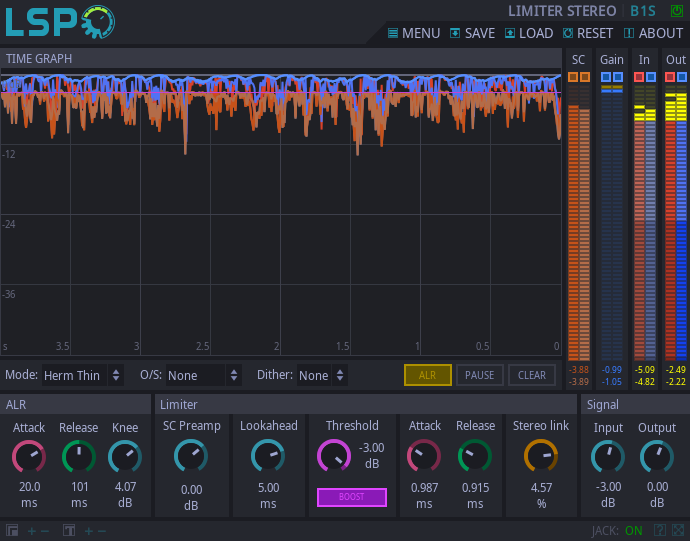 LSP LIMITER STEREO B1S
MENU SAVE LOAD RESET ABOUT
TIME GRAPH SC Gain In Out
-12
-24
-36
s 3.5 3 2.5 2 1.5 1 0.5 0
-3.88 -0.99 -5.09 -2.49
-3.89 -1.05 -4.82 -2.22
Mode: Herm Thin O/S: None Dither: None ALR PAUSE CLEAR
ALR Limiter Signal
Attack Release Knee SC Preamp Lookahead Threshold Attack Release Stereo link Input Output
-3.00
dB
20.0 101 4.07 0.00 5.00 0.987 0.915 4.57 -3.00 0.00
ms ms dB dB ms BOOST ms ms % dB dB
JACK: ON ?